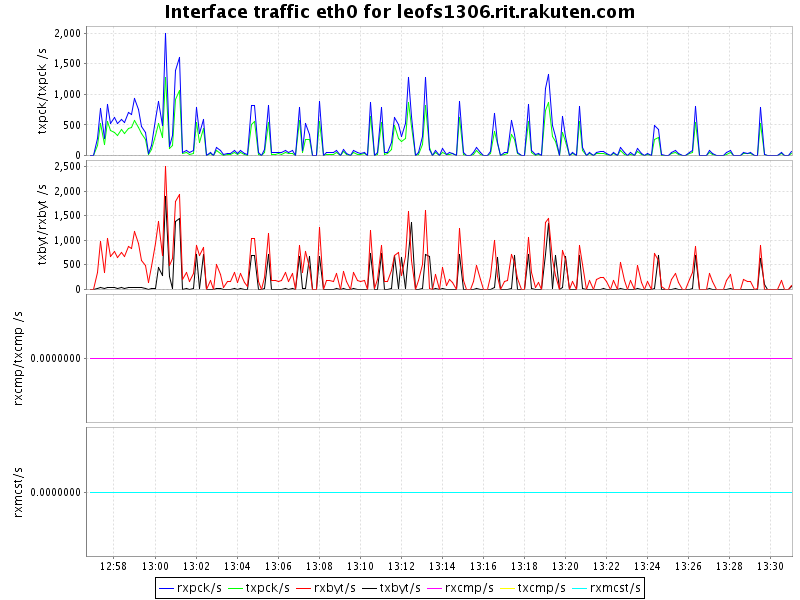 Interface traffic eth0 for leofs1306.rit.rakuten.com
txpck/txpck /s
2,000
1,500
1,000
500
0
txbyt/rxbyt /s
2,500
2,000
1,500
1,000
500
0
rxcmp/txcmp /s
0.0000000
rxmcst/s
0.0000000
12:58 13:00 13:02 13:04 13:06 13:08 13:10 13:12 13:14 13:16 13:18 13:20 13:22 13:24 13:26 13:28 13:30
rxpck/s txpck/s rxbyt/s txbyt/s rxcmp/s txcmp/s rxmcst/s